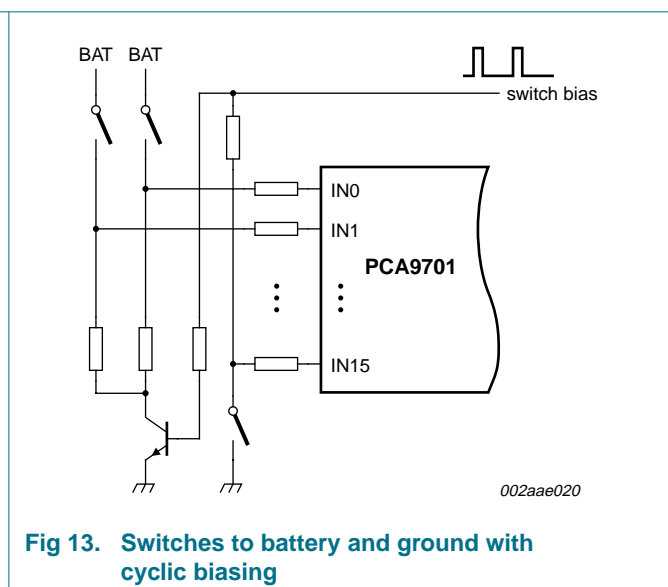 BAT BAT
switch bias
IN0
IN1
PCA9701
IN15
002aae020
Fig 13. Switches to battery and ground with
cyclic biasing